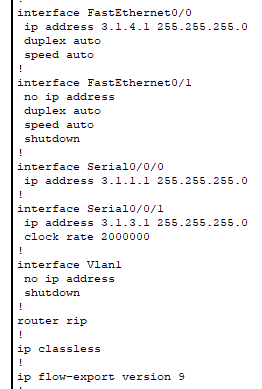 !
interface FastEthernet0/0
 ip address 3.1.4.1 255.255.255.0
 duplex auto
 speed auto
!
interface FastEthernet0/1
 no ip address
 duplex auto
 speed auto
 shutdown
!
interface Serial0/0/0
 ip address 3.1.1.1 255.255.255.0
!
interface Serial0/0/1
 ip address 3.1.3.1 255.255.255.0
 clock rate 2000000
!
interface Vlan1
 no ip address
 shutdown
!
router rip
!
ip classless
!
ip flow-export version 9
!